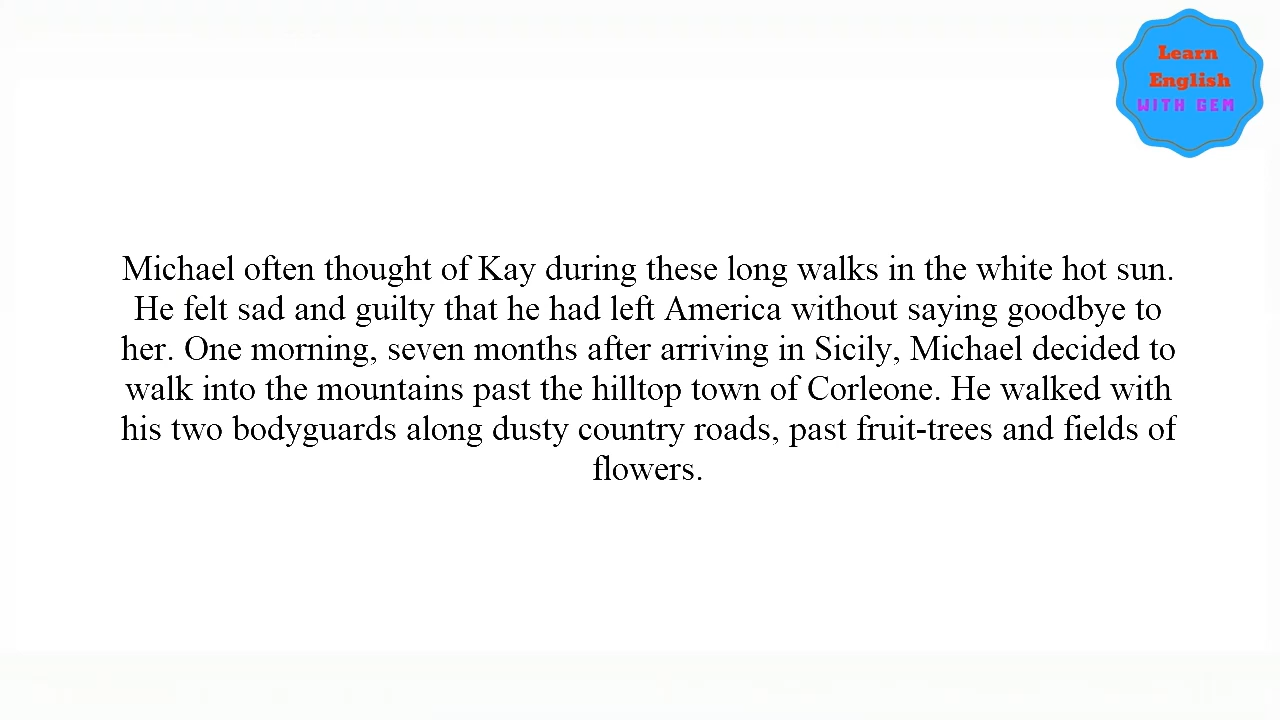 Learn
English
WITH GEM
Michael often thought of Kay during these long walks in the white hot sun.
He felt sad and guilty that he had left America without saying goodbye to
her. One morning, seven months after arriving in Sicily, Michael decided to
walk into the mountains past the hilltop town of Corleone. He walked with
his two bodyguards along dusty country roads, past fruit-trees and fields of
flowers.